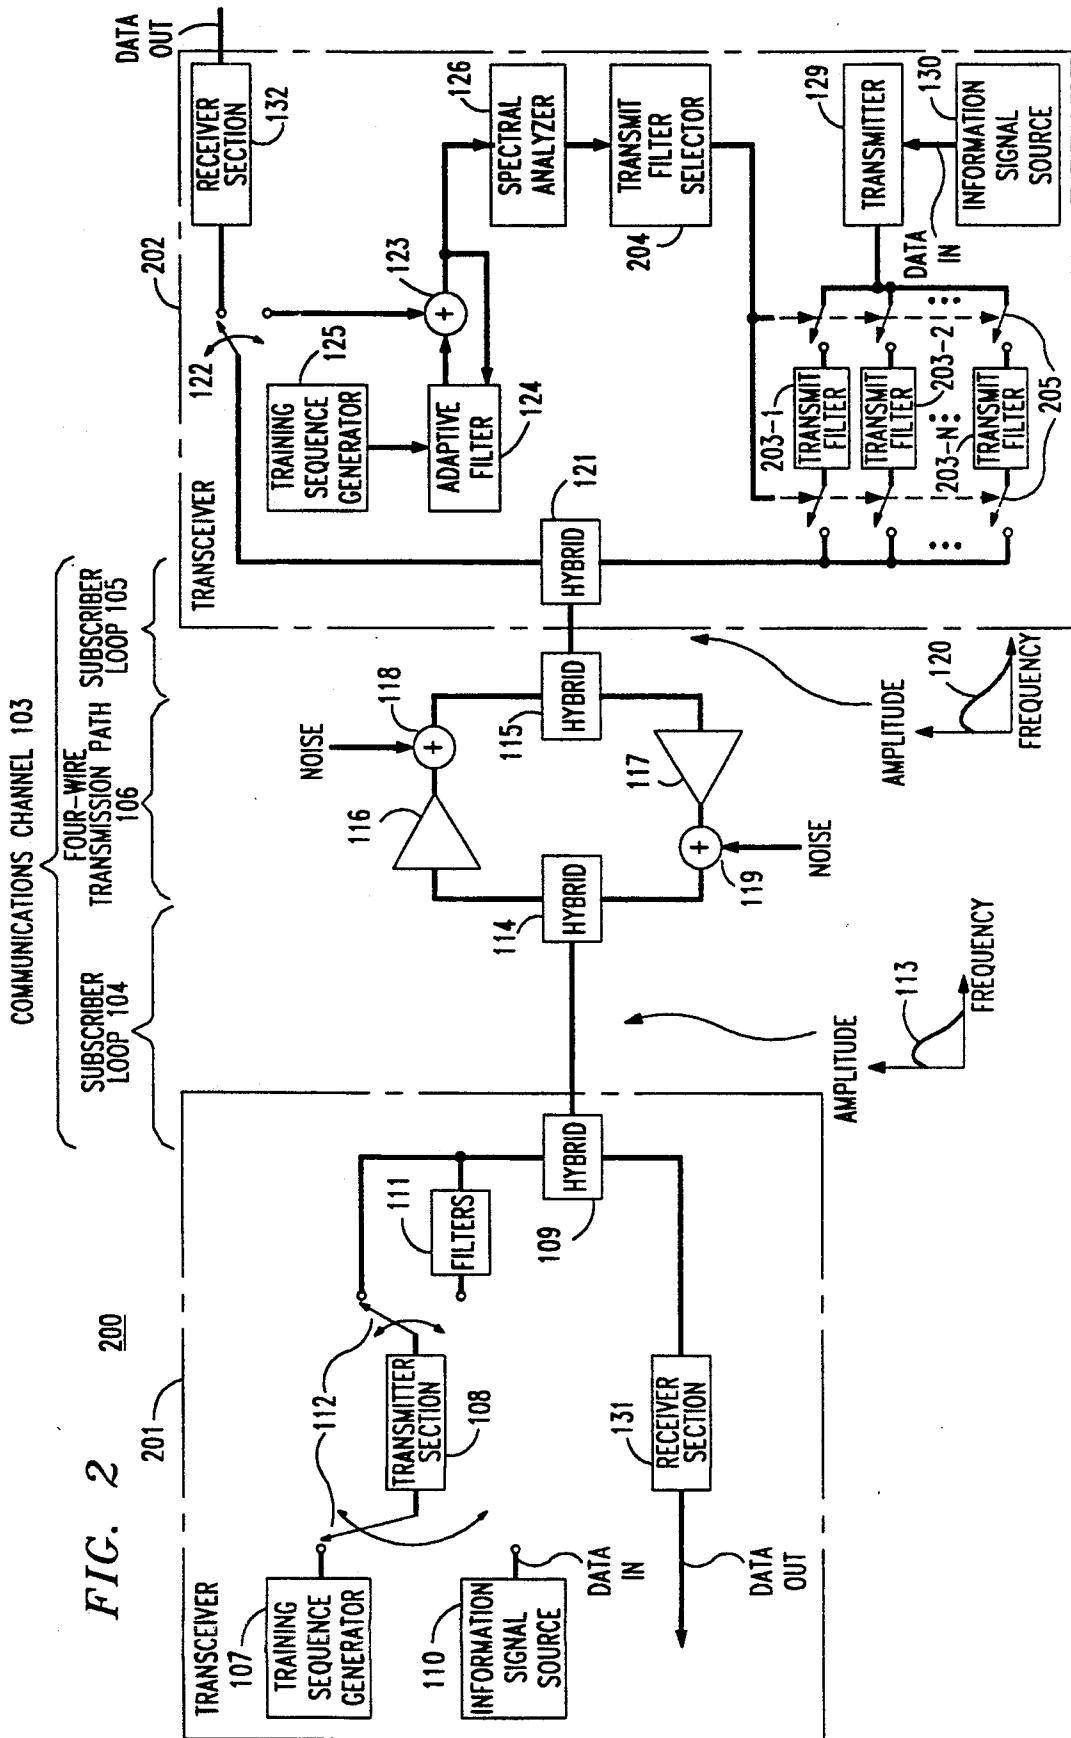 FIG. 2
200
COMMUNICATIONS CHANNEL 103
SUBSCRIBER
LOOP 104
FOUR-WIRE
TRANSMISSION PATH
106
SUBSCRIBER
LOOP 105
201
TRANSCEIVER
107
TRAINING
SEQUENCE
GENERATOR
110
INFORMATION
SIGNAL
SOURCE
DATA
IN
112
TRANSMITTER
SECTION
108
111
FILTERS
HYBRID
109
131
RECEIVER
SECTION
DATA
OUT
AMPLITUDE
113
FREQUENCY
114
HYBRID
116
NOISE
+
118
115
HYBRID
117
+
119
NOISE
AMPLITUDE
120
FREQUENCY
202
TRANSCEIVER
121
HYBRID
122
RECEIVER
SECTION
132
DATA
OUT
125
TRAINING
SEQUENCE
GENERATOR
ADAPTIVE
FILTER
124
+
123
126
SPECTRAL
ANALYZER
TRANSMIT
FILTER
SELECTOR
204
203-1
TRANSMIT
FILTER
TRANSMIT
FILTER
203-2
203-N
TRANSMIT
FILTER
205
129
TRANSMITTER
DATA
IN
130
INFORMATION
SIGNAL
SOURCE